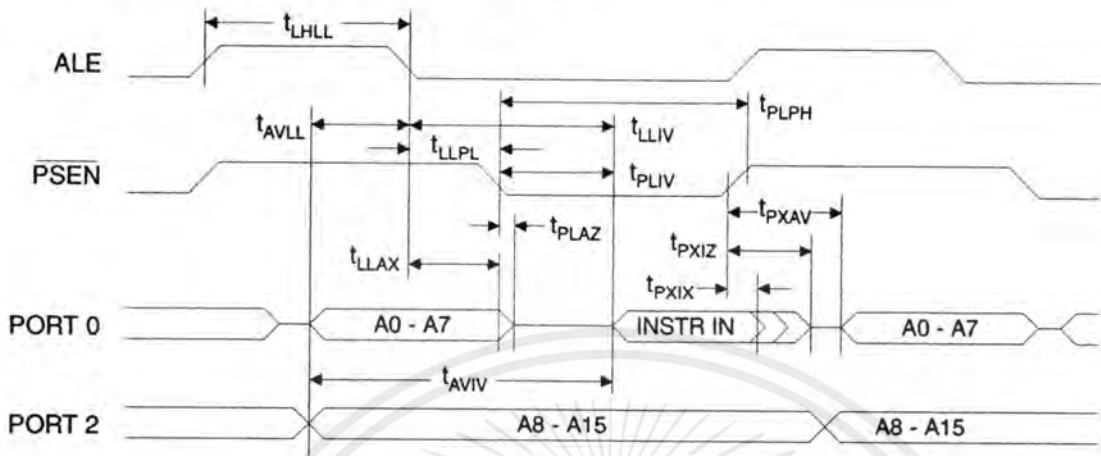 tLHLL
ALE
tPLPH
tAVLL
tLLIV
tLLPL
PSEN
tPLIV
tPXAV
tPLAZ
tPXIZ
tLLAX
tPXIX
PORT 0
A0 - A7
INSTR IN
A0 - A7
tAVIV
PORT 2
A8 - A15
A8 - A15